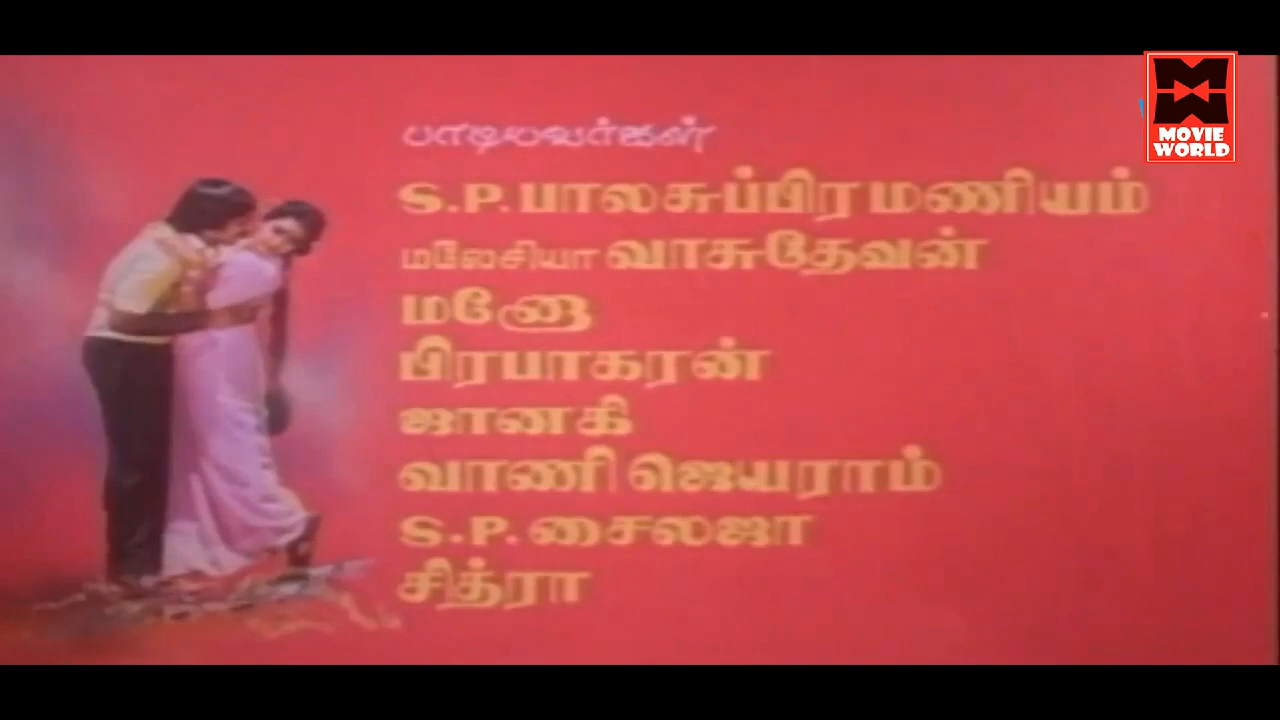 பாடியவர்கள்
S.P. பாலசுப்பிரமணியம்
மலேசியா வாசுதேவன்
மனோ
பிரபாகரன்
ஜானகி
வாணி ஜெயராம்
S.P. சைலஜா
சித்ரா
MOVIE
WORLD